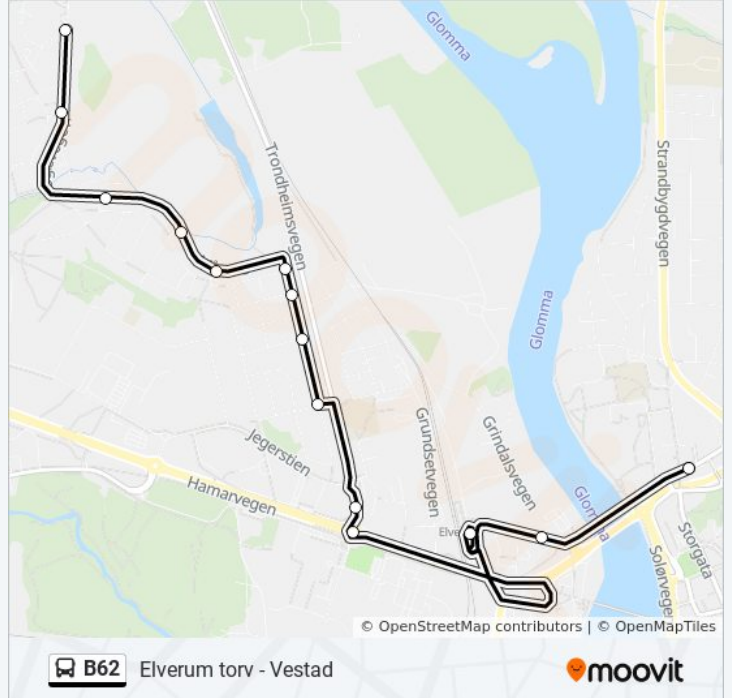 Glomma
Trondheimsvegen
Strandbygdvegen
Glomma
Jegerstien
Grundsetvegen
Grindalsvegen
Hamarvegen
Elve
Glomma
Storgata
Solørvegen
© OpenStreetMap contributors | © OpenMapTiles
B62 Elverum torv - Vestad
moovit